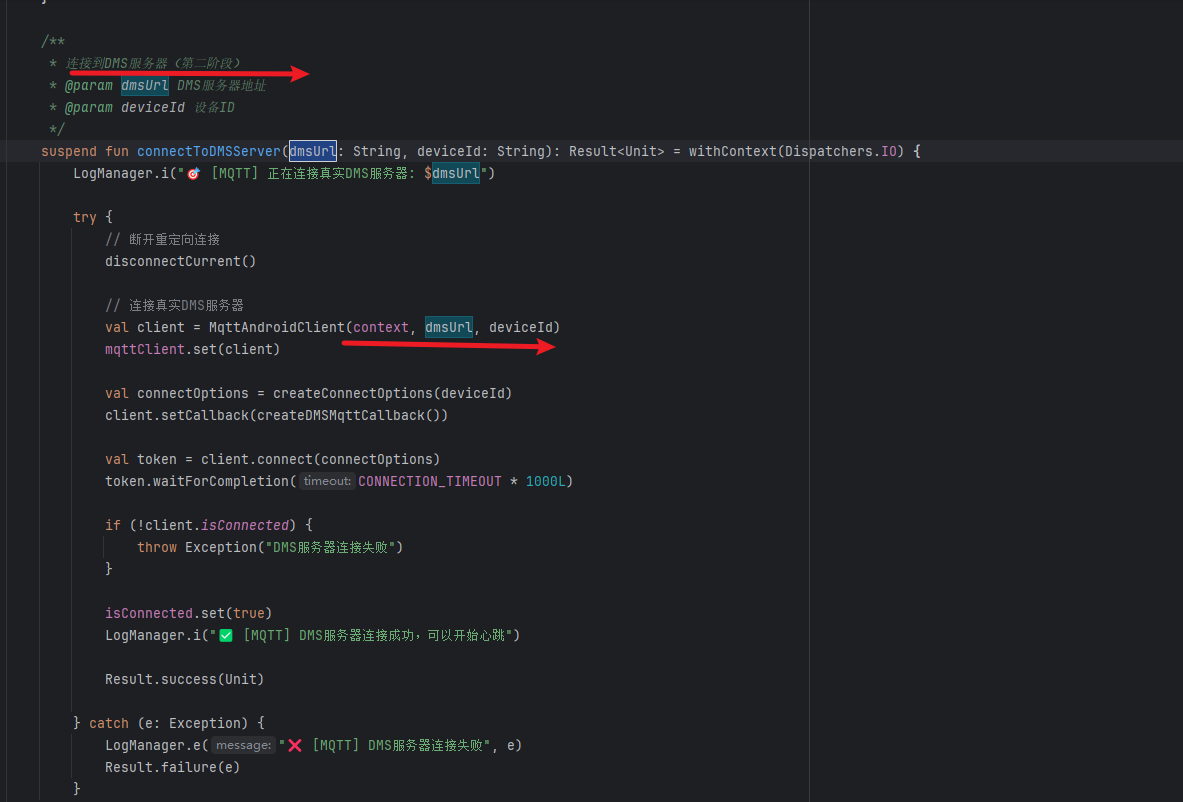 /**
* 连接到DMS服务器（第二阶段）
* @param dmsUrl DMS服务器地址
* @param deviceId 设备ID
*/
suspend fun connectToDMSServer(dmsUrl: String, deviceId: String): Result<Unit> = withContext(Dispatchers.IO) {
LogManager.i("🎯 [MQTT] 正在连接真实DMS服务器: $dmsUrl")
try {
// 断开重定向连接
disconnectCurrent()
// 连接真实DMS服务器
val client = MqttAndroidClient(context, dmsUrl, deviceId)
mqttClient.set(client)
val connectOptions = createConnectOptions(deviceId)
client.setCallback(createDMSMqttCallback())
val token = client.connect(connectOptions)
token.waitForCompletion( timeout: CONNECTION_TIMEOUT * 1000L)
if (!client.isConnected) {
throw Exception("DMS服务器连接失败")
}
isConnected.set(true)
LogManager.i("✅ [MQTT] DMS服务器连接成功，可以开始心跳")
Result.success(Unit)
} catch (e: Exception) {
LogManager.e( message: "❌ [MQTT] DMS服务器连接失败", e)
Result.failure(e)
}